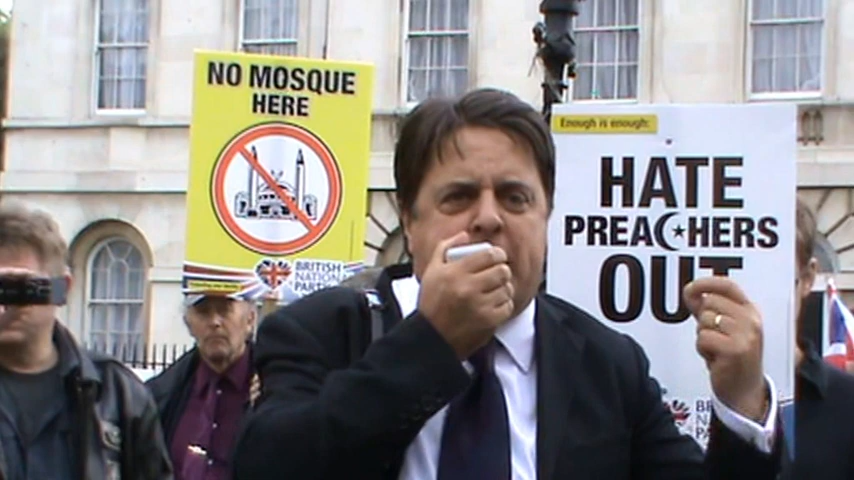 NO MOSQUE
HERE
BRITISH
NATIONAL
PARTY
Enough is enough:
HATE
PREACHERS
OUT